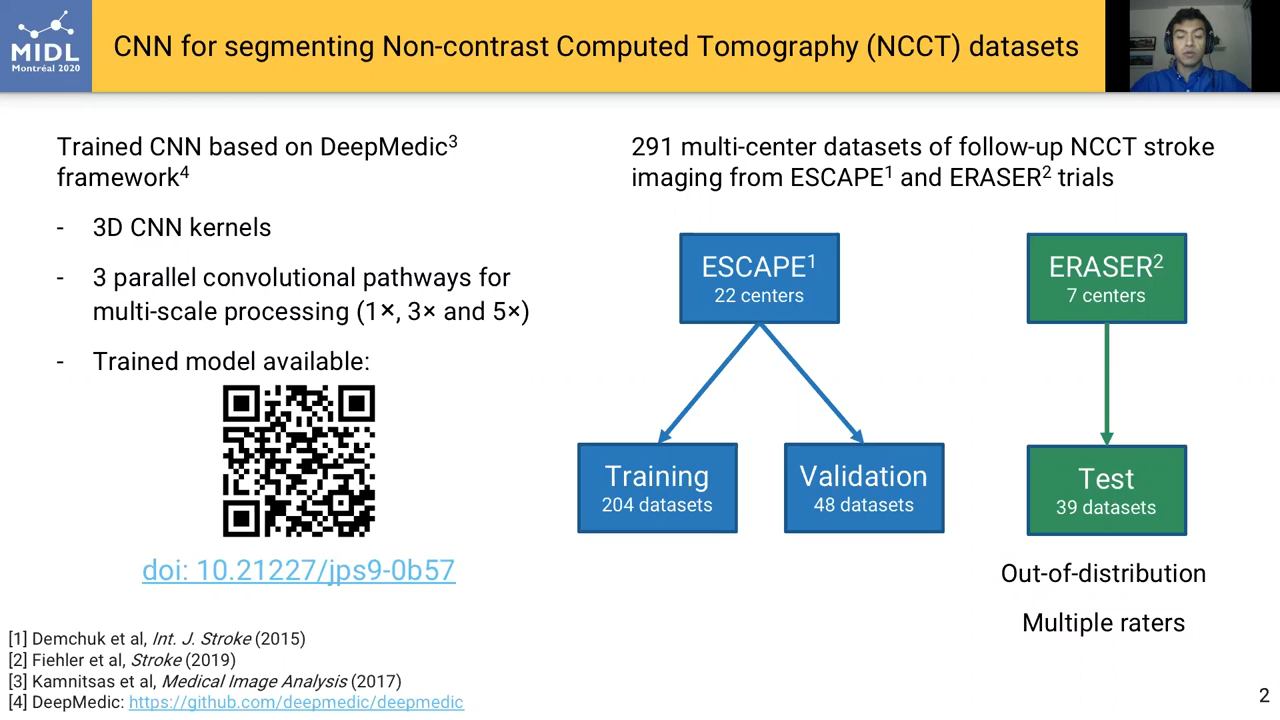 MIDL
Montréal 2020
CNN for segmenting Non-contrast Computed Tomography (NCCT) datasets
Trained CNN based on DeepMedic³
framework⁴
- 3D CNN kernels
- 3 parallel convolutional pathways for
multi-scale processing (1×, 3× and 5×)
- Trained model available:
doi: 10.21227/jps9-0b57
291 multi-center datasets of follow-up NCCT stroke
imaging from ESCAPE¹ and ERASER² trials
ESCAPE¹
22 centers
ERASER²
7 centers
Training
204 datasets
Validation
48 datasets
Test
39 datasets
Out-of-distribution
Multiple raters
[1] Demchuk et al, Int. J. Stroke (2015)
[2] Fiehler et al, Stroke (2019)
[3] Kamnitsas et al, Medical Image Analysis (2017)
[4] DeepMedic: https://github.com/deepmedic/deepmedic
2